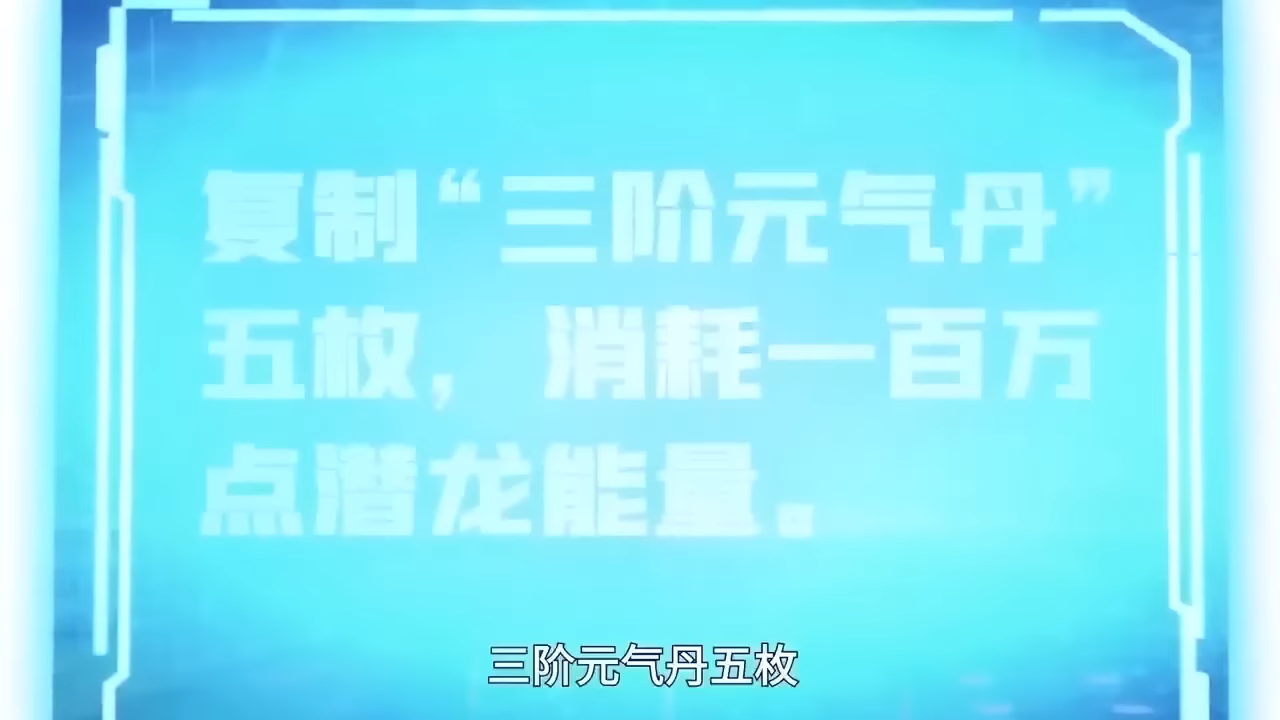 复制“三阶元气丹”
五枚，消耗一百万
点潜龙能量。
三阶元气丹五枚